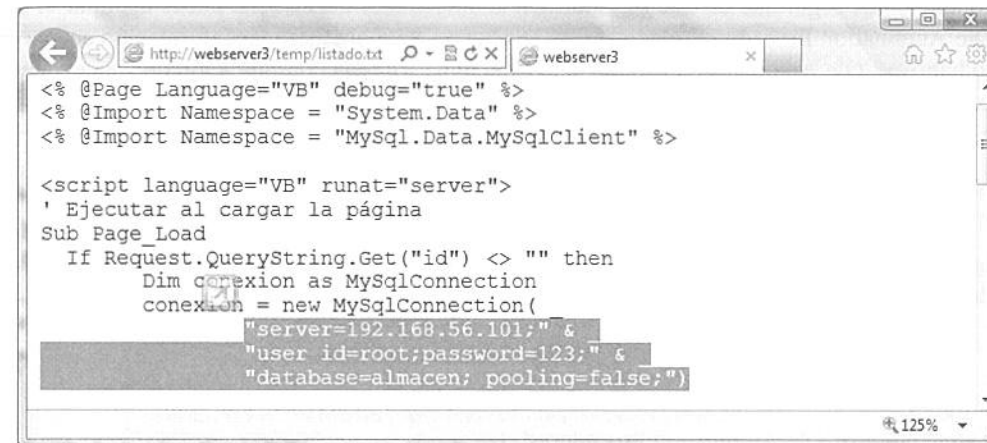 http://webserver3/temp/listado.txt
webserver3
<% @Page Language="VB" debug="true" %>
<% @Import Namespace = "System.Data" %>
<% @Import Namespace = "MySql.Data.MySqlClient" %>
<script language="VB" runat="server">
' Ejecutar al cargar la página
Sub Page_Load
If Request.QueryString.Get("id") <> "" then
Dim conexion as MySqlConnection
conexion = new MySqlConnection( _
"server=192.168.56.101;" & _
"user id=root;password=123;" & _
"database=almacen; pooling=false;")
125%